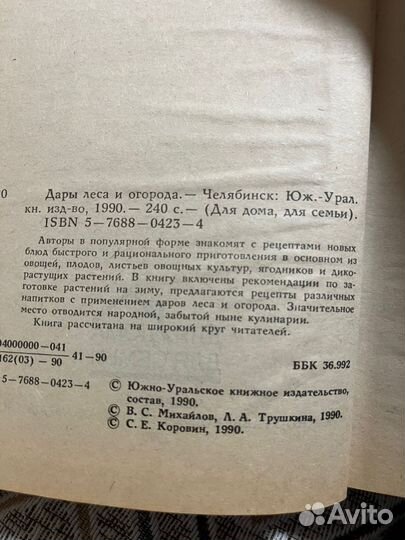 0
Дары леса и огорода.— Челябинск: Юж.-Урал.
кн. изд-во, 1990.— 240 с.— (Для дома, для семьи).
ISBN 5—7688—0423—4
Авторы в популярной форме знакомят с рецептами новых
блюд быстрого и рационального приготовления в основном из
овощей, плодов, листьев овощных культур, ягодников и дико-
растущих растений. В книгу включены рекомендации по за-
готовке растений на зиму, предлагаются рецепты различных
напитков с применением даров леса и огорода. Значительное
место отводится народной, забытой ныне кулинарии.
Книга рассчитана на широкий круг читателей.
04000000—041
162(03) — 90 41—90
ББК 36.992
5—7688—0423—4
© Южно-Уральское книжное издательство,
состав, 1990.
© В. С. Михайлов, Л. А. Трушкина, 1990.
© С. Е. Коровин, 1990.
Avito